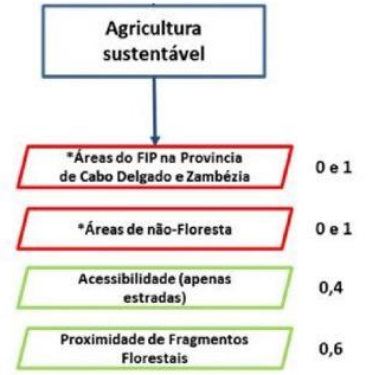 Agricultura
sustentável
*Áreas do FIP na Provincia
de Cabo Delgado e Zambézia
0 e 1
*Áreas de não-Floresta
0 e 1
Acessibilidade (apenas
estradas)
0,4
Proximidade de Fragmentos
Florestais
0,6